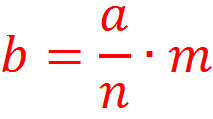 b = a/n · m